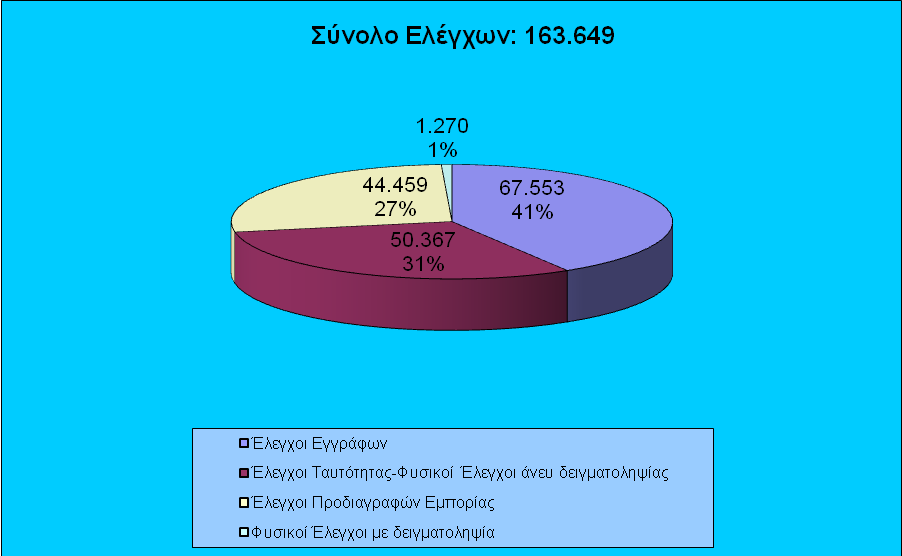 Σύνολο Ελέγχων: 163.649
1.270
1%
44.459
27%
67.553
41%
50.367
31%
Έλεγχοι Εγγράφων
Έλεγχοι Ταυτότητας-Φυσικοί Έλεγχοι άνευ δειγματοληψίας
Έλεγχοι Προδιαγραφών Εμπορίας
Φυσικοί Έλεγχοι με δειγματοληψία